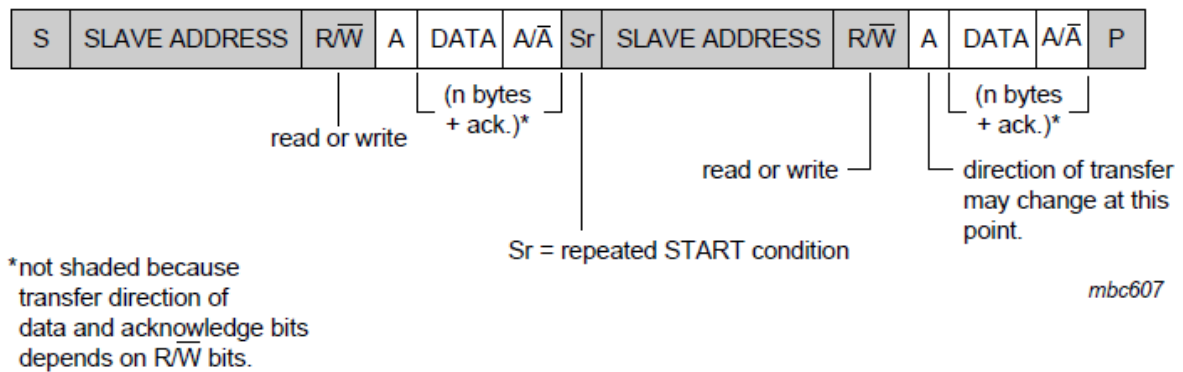 S SLAVE ADDRESS R/W̅ A DATA A/A̅ Sr SLAVE ADDRESS R/W̅ A DATA A/A̅ P
(n bytes
+ ack.)*
(n bytes
+ ack.)*
read or write
read or write
direction of transfer
may change at this
point.
Sr = repeated START condition
*not shaded because
transfer direction of
data and acknowledge bits
depends on R/W̅ bits.
mbc607